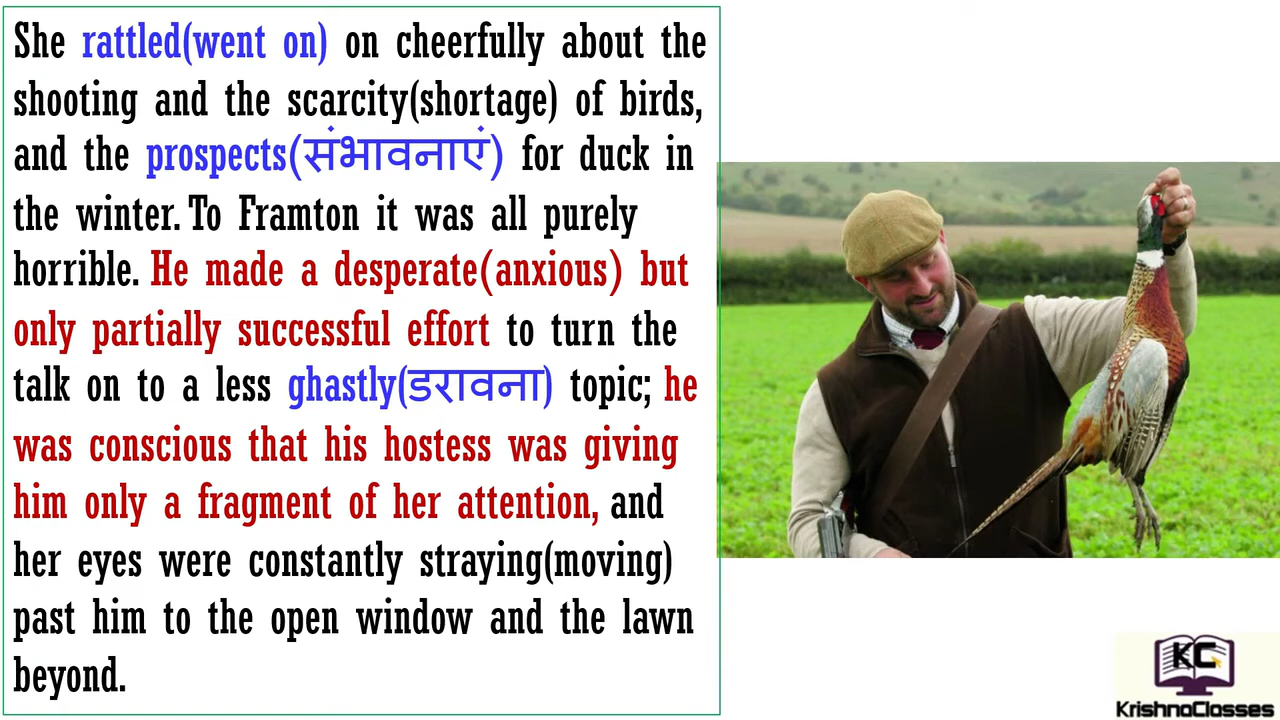 She rattled(went on) on cheerfully about the
shooting and the scarcity(shortage) of birds,
and the prospects(संभावनाएं) for duck in
the winter. To Framton it was all purely
horrible. He made a desperate(anxious) but
only partially successful effort to turn the
talk on to a less ghastly(डरावना) topic; he
was conscious that his hostess was giving
him only a fragment of her attention, and
her eyes were constantly straying(moving)
past him to the open window and the lawn
beyond.
KC
KrishnaClasses